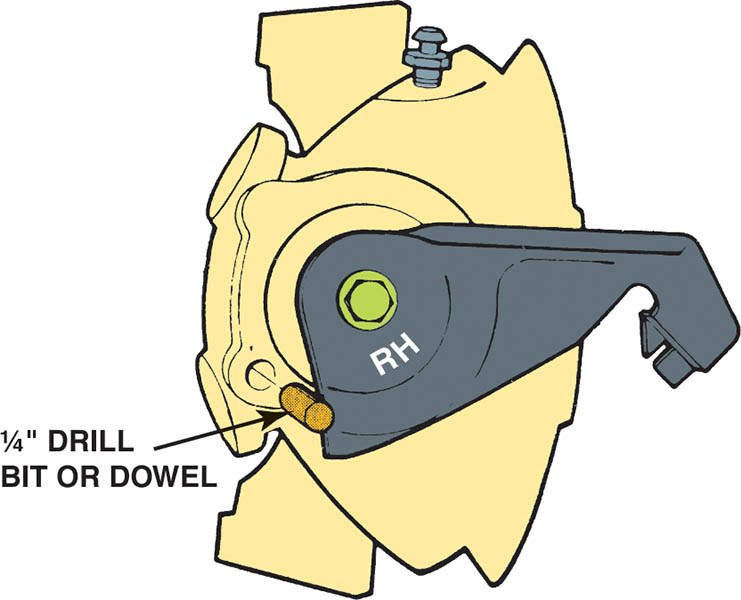 RH
¼" DRILL
BIT OR DOWEL